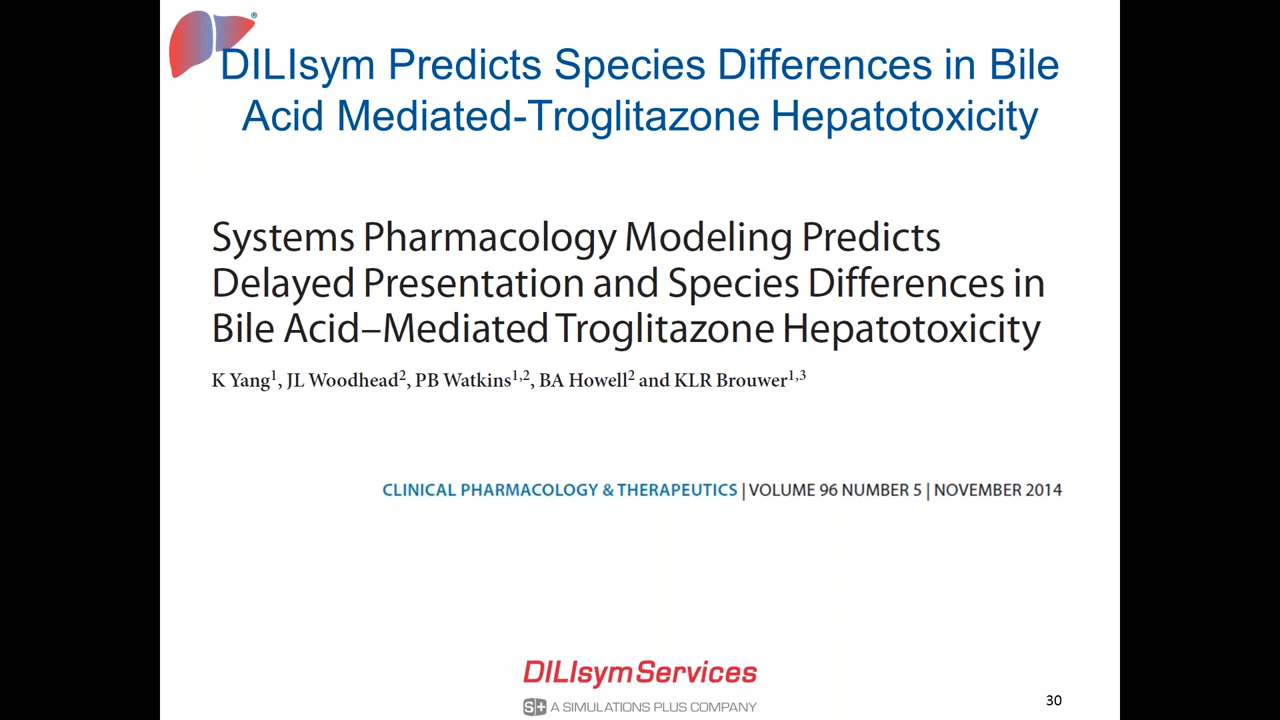 DILIsym Predicts Species Differences in Bile
Acid Mediated-Troglitazone Hepatotoxicity
Systems Pharmacology Modeling Predicts
Delayed Presentation and Species Differences in
Bile Acid–Mediated Troglitazone Hepatotoxicity
K Yang1, JL Woodhead2, PB Watkins1,2, BA Howell2 and KLR Brouwer1,3
CLINICAL PHARMACOLOGY & THERAPEUTICS | VOLUME 96 NUMBER 5 | NOVEMBER 2014
DILIsym Services
S+ A SIMULATIONS PLUS COMPANY
30